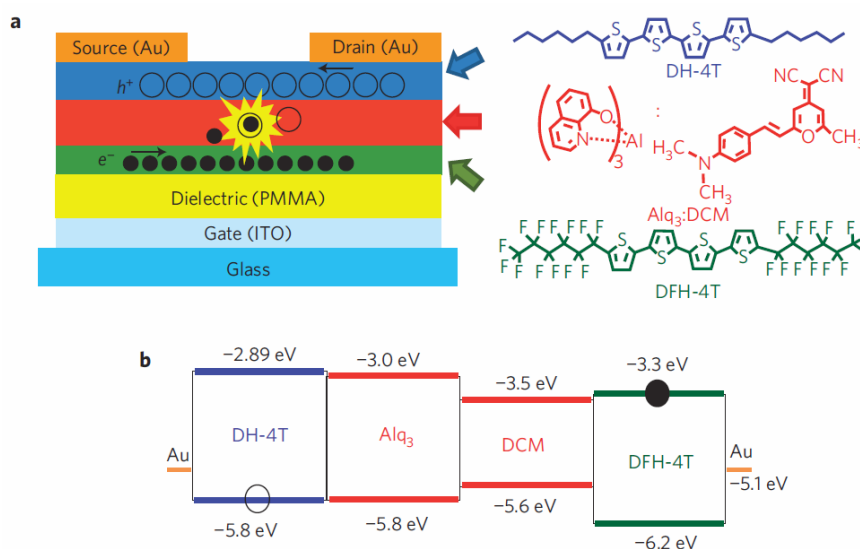 a
Source (Au)
Drain (Au)
h+
e−
Dielectric (PMMA)
Gate (ITO)
Glass
S S S S
DH-4T
O
N
Al
3
:
NC CN
O CH₃
H₃C
N
CH₃
Alq₃:DCM
F F F F F F F F F F F F F
S S S S
F F F F F F F F F F F F F
DFH-4T
b
−2.89 eV
−3.0 eV
−3.5 eV
−3.3 eV
Au
DH-4T
Alq₃
DCM
DFH-4T
Au
−5.1 eV
−5.8 eV
−5.8 eV
−5.6 eV
−6.2 eV